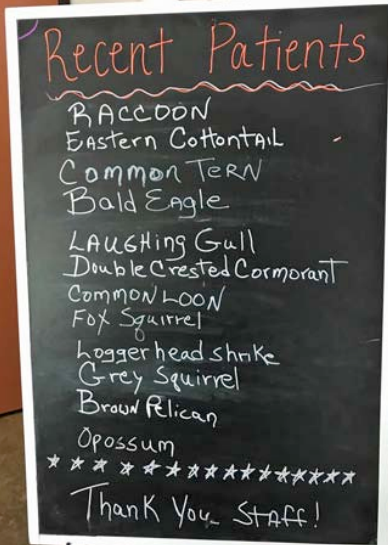 Recent Patients
RACCOON
Eastern CottontAIL
Common TeRN
Bald Eagle
LAUGHing Gull
Double Crested Cormorant
COMMON LOON
FOX Squirrel
Loggerhead shrike
Grey Squirrel
Brown Pelican
Opossum
* * * * * * * * * * * * * * * * * *
Thank You STAFF!